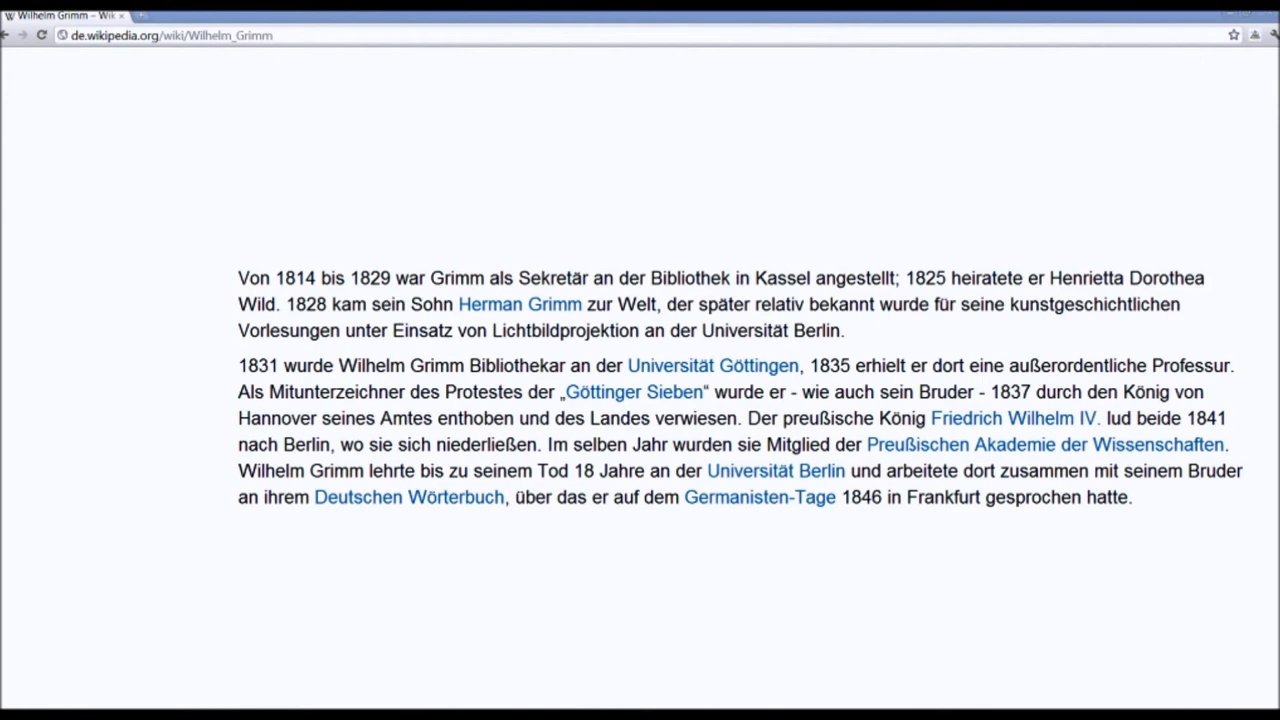 Wilhelm Grimm – Wik
de.wikipedia.org/wiki/Wilhelm_Grimm
Von 1814 bis 1829 war Grimm als Sekretär an der Bibliothek in Kassel angestellt; 1825 heiratete er Henrietta Dorothea
Wild. 1828 kam sein Sohn Herman Grimm zur Welt, der später relativ bekannt wurde für seine kunstgeschichtlichen
Vorlesungen unter Einsatz von Lichtbildprojektion an der Universität Berlin.
1831 wurde Wilhelm Grimm Bibliothekar an der Universität Göttingen, 1835 erhielt er dort eine außerordentliche Professur.
Als Mitunterzeichner des Protestes der „Göttinger Sieben“ wurde er - wie auch sein Bruder - 1837 durch den König von
Hannover seines Amtes enthoben und des Landes verwiesen. Der preußische König Friedrich Wilhelm IV. lud beide 1841
nach Berlin, wo sie sich niederließen. Im selben Jahr wurden sie Mitglied der Preußischen Akademie der Wissenschaften.
Wilhelm Grimm lehrte bis zu seinem Tod 18 Jahre an der Universität Berlin und arbeitete dort zusammen mit seinem Bruder
an ihrem Deutschen Wörterbuch, über das er auf dem Germanisten-Tage 1846 in Frankfurt gesprochen hatte.